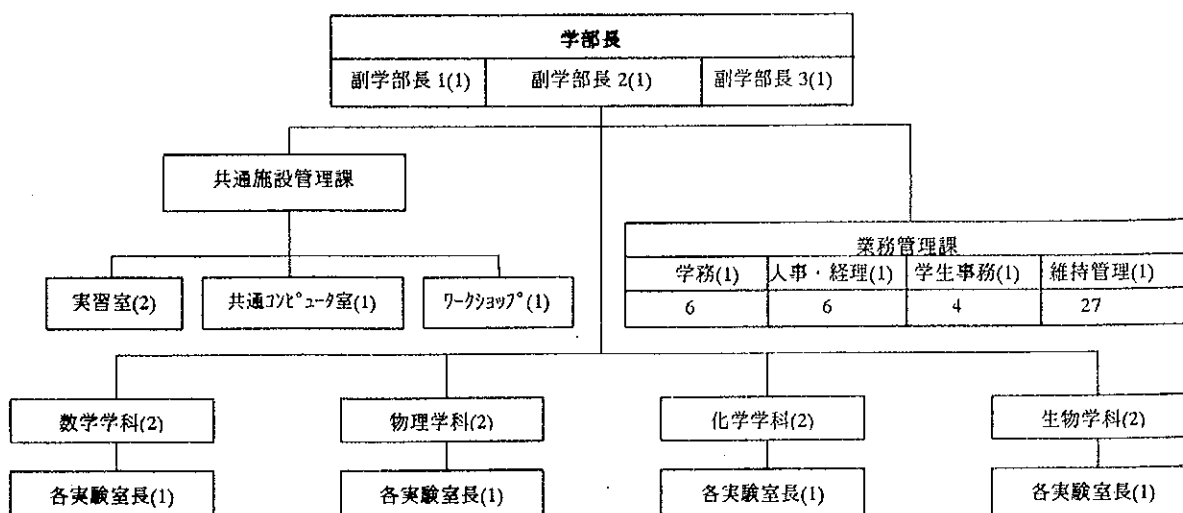 学部長
副学部長 1(1) 副学部長 2(1) 副学部長 3(1)
共通施設管理課
業務管理課
学務(1) 人事・経理(1) 学生事務(1) 維持管理(1)
6 6 4 27
実習室(2) 共通ｺﾝﾋﾟｭｰﾀ室(1) ﾜｰｸｼｮｯﾌﾟ(1)
数学学科(2) 物理学科(2) 化学学科(2) 生物学科(2)
各実験室長(1) 各実験室長(1) 各実験室長(1) 各実験室長(1)